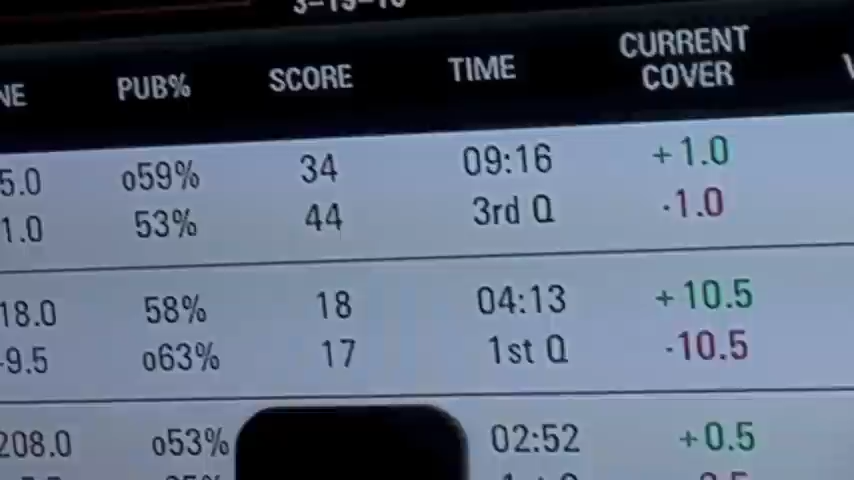 PUB% SCORE TIME CURRENT COVER
5.0 o59% 34 09:16 +1.0
1.0 53% 44 3rd Q -1.0
18.0 58% 18 04:13 +10.5
-9.5 o63% 17 1st Q -10.5
208.0 o53% 02:52 +0.5